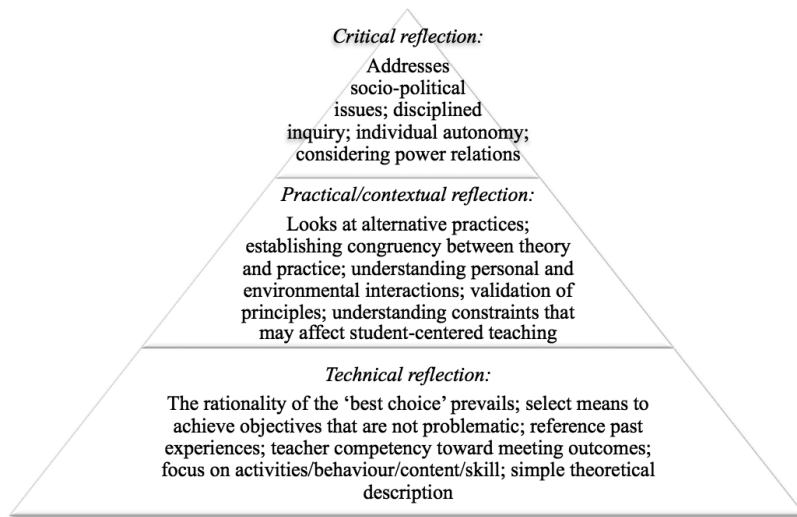 Critical reflection:
Addresses
socio-political
issues; disciplined
inquiry; individual autonomy;
considering power relations
Practical/contextual reflection:
Looks at alternative practices;
establishing congruency between theory
and practice; understanding personal and
environmental interactions; validation of
principles; understanding constraints that
may affect student-centered teaching
Technical reflection:
The rationality of the ‘best choice’ prevails; select means to
achieve objectives that are not problematic; reference past
experiences; teacher competency toward meeting outcomes;
focus on activities/behaviour/content/skill; simple theoretical
description